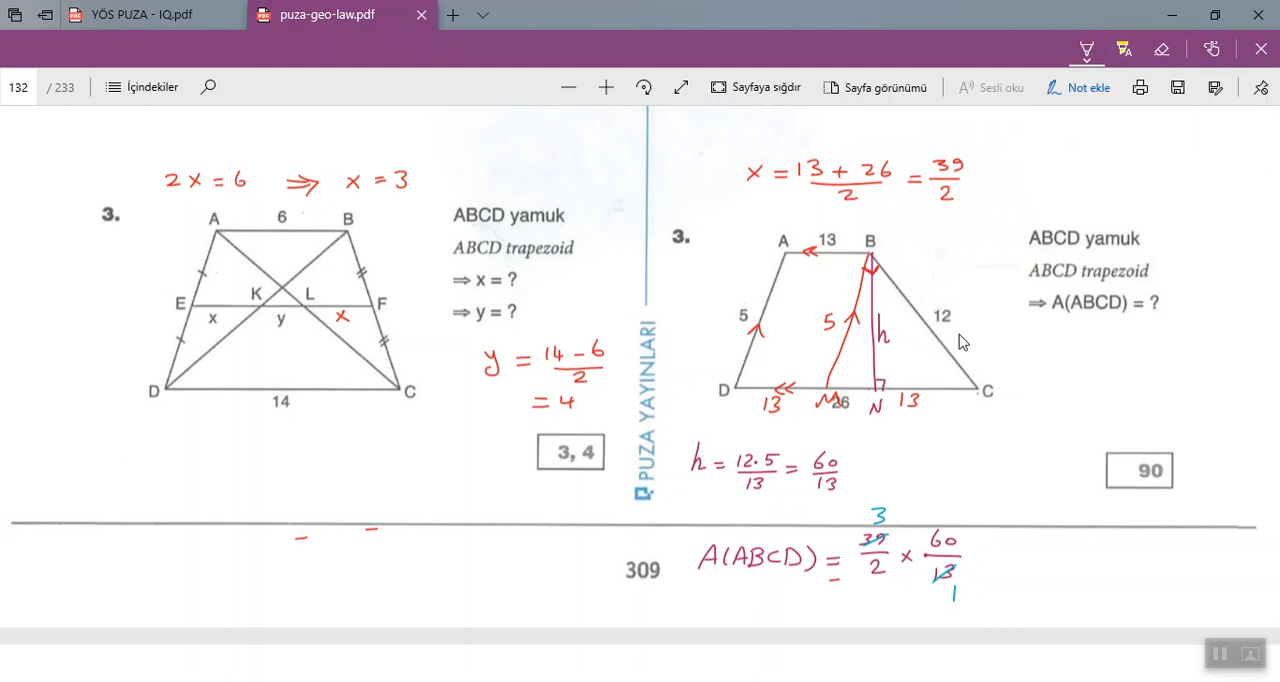 YÖS PUZA - IQ.pdf
puza-geo-law.pdf
132 / 233
İçindekiler
Sayfaya sığdır
Sayfa görünümü
Sesli oku
Not ekle
2x = 6 ⇒ x = 3
3.
A 6 B
E K L F
x y x
D 14 C
ABCD yamuk
ABCD trapezoid
⇒ x = ?
⇒ y = ?
y = 14 - 6 / 2
= 4
3, 4
PUZA YAYINLARI
x = 13 + 26 / 2 = 39 / 2
3.
A 13 B
5 5 h 12
D M N C
13 26 13
ABCD yamuk
ABCD trapezoid
⇒ A(ABCD) = ?
h = 12.5 / 13 = 60 / 13
90
309
A(ABCD) = 39 / 2 × 60 / 13
3
1